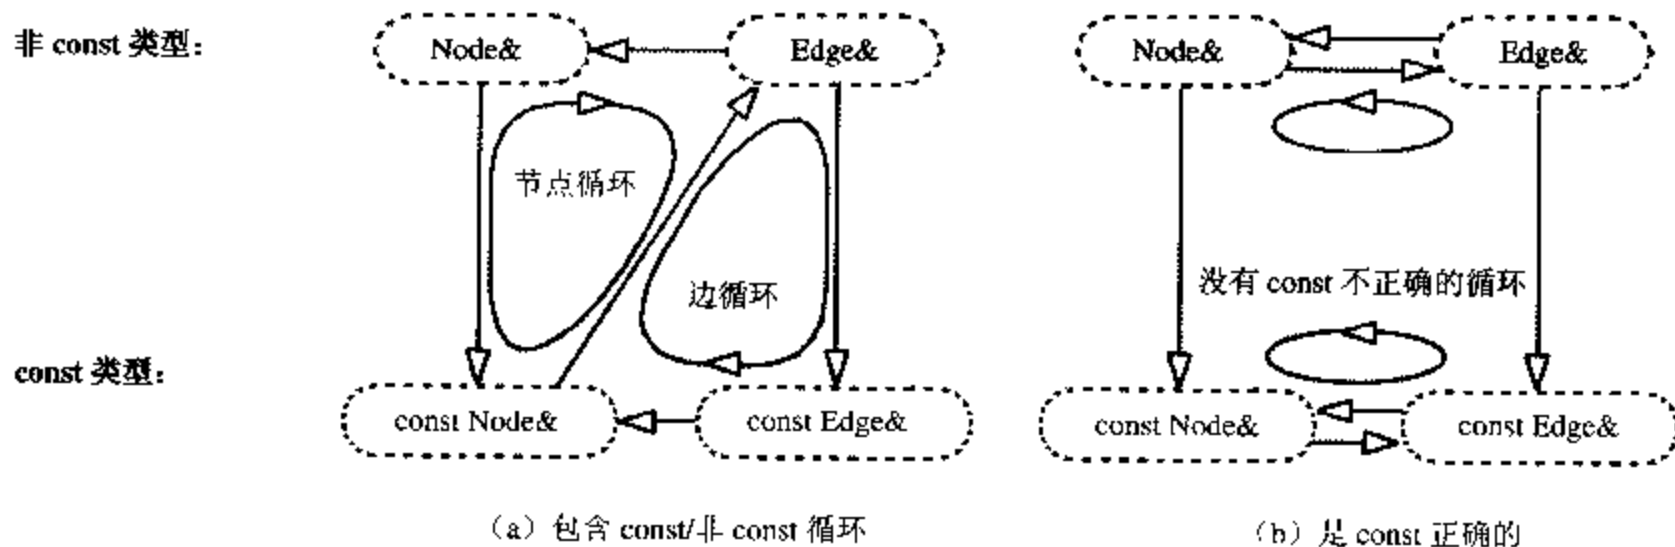 非 const 类型：
Node&
Edge&
Node&
Edge&
节点循环
边循环
没有 const 不正确的循环
const 类型：
const Node&
const Edge&
const Node&
const Edge&
（a）包含 const/非 const 循环
（b）是 const 正确的